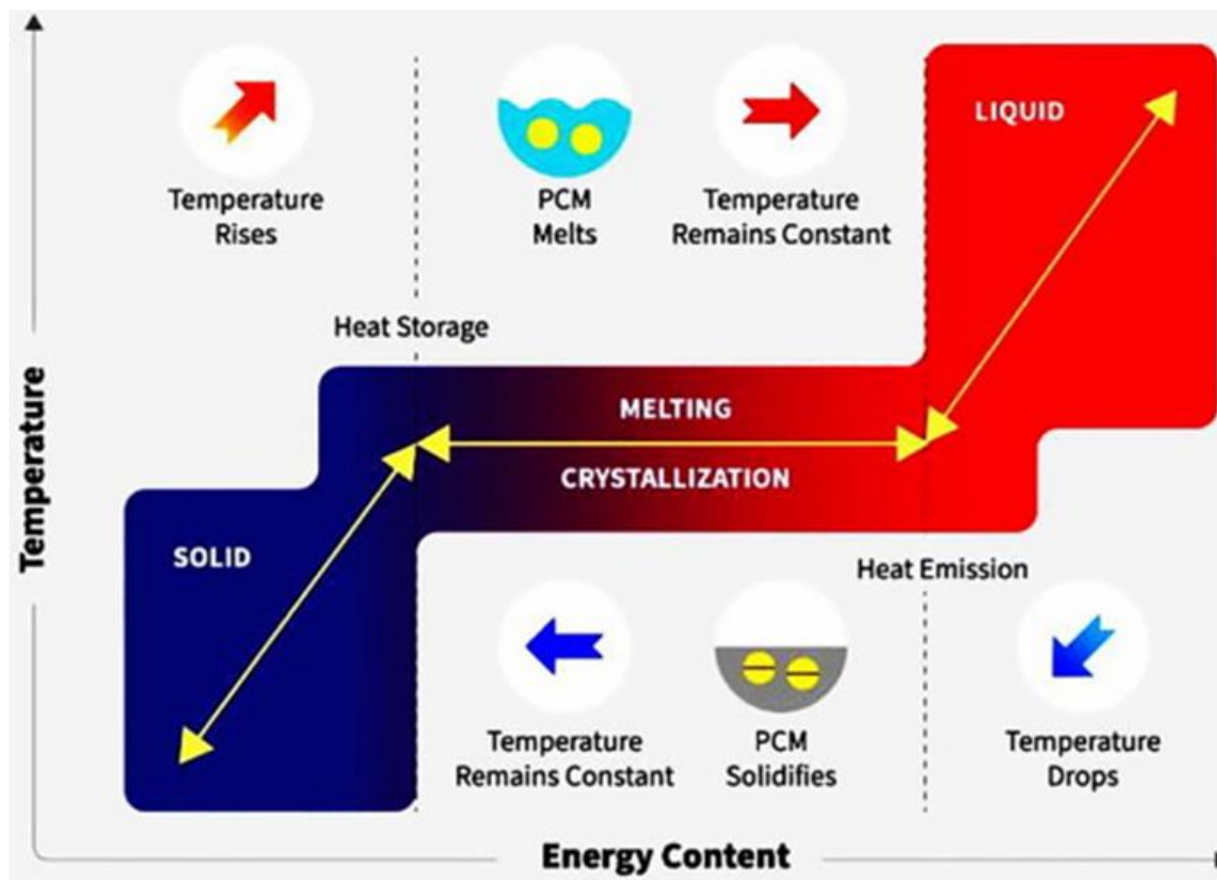 Temperature
Rises
PCM
Melts
Temperature
Remains Constant
LIQUID
Heat Storage
MELTING
CRYSTALLIZATION
SOLID
Heat Emission
Temperature
Remains Constant
PCM
Solidifies
Temperature
Drops
Temperature
Energy Content